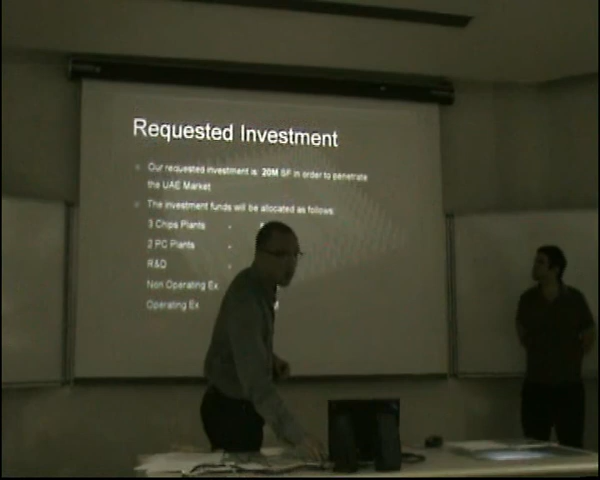 Requested Investment
Our requested investment is 20M SF in order to penetrate
the UAE Market
The investment funds will be allocated as follows:
3 Chips Plants -
2 PC Plants -
R&D -
Non Operating Ex
Operating Ex